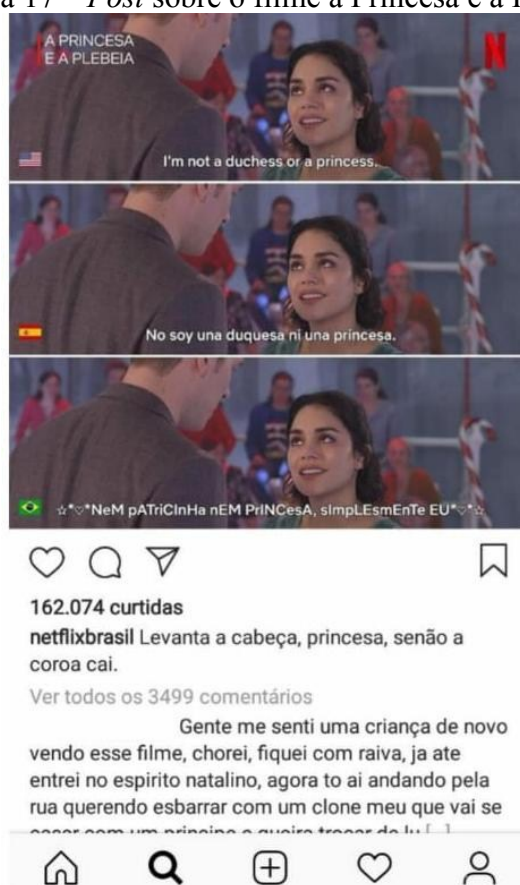 a 17 – Post sobre o filme a Princesa e a
A PRINCESA
E A PLEBEIA
N
I'm not a duchess or a princess.
No soy una duquesa ni una princesa.
☆*♡*NeM pATriCInHa nEM PrINCesA, sImpLEsmEnTe EU*♡*☆
162.074 curtidas
netflixbrasil Levanta a cabeça, princesa, senão a
coroa cai.
Ver todos os 3499 comentários
Gente me senti uma criança de novo
vendo esse filme, chorei, fiquei com raiva, ja ate
entrei no espirito natalino, agora to ai andando pela
rua querendo esbarrar com um clone meu que vai se